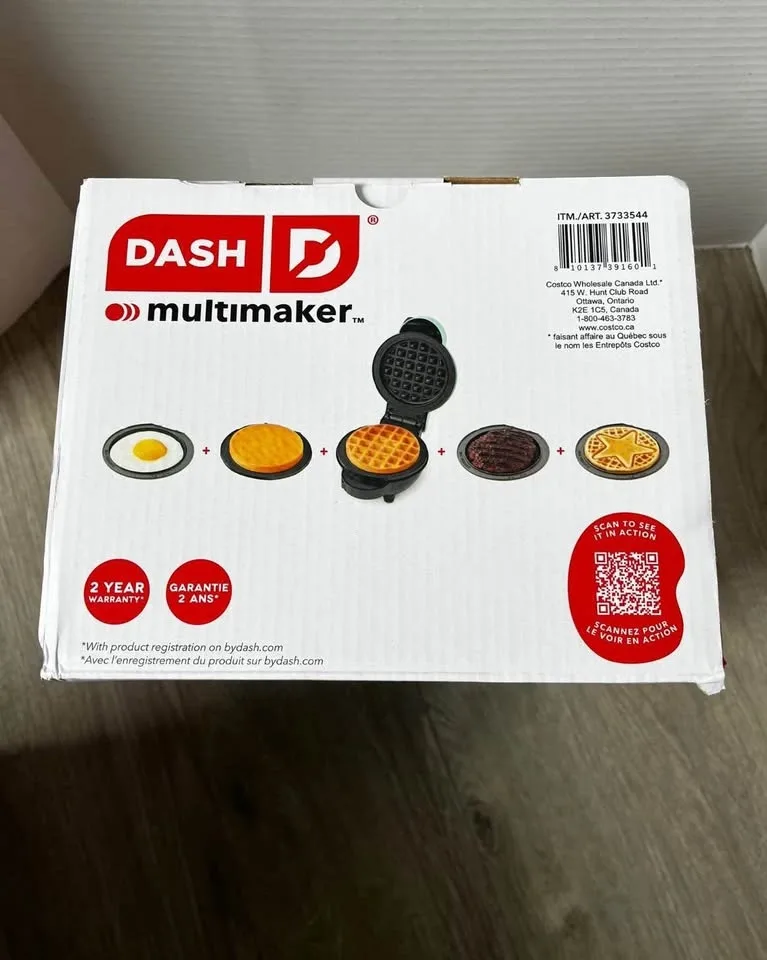 DASH D®
multimaker™
ITM./ART. 3733544
8 10137 39160 1
Costco Wholesale Canada Ltd.*
415 W. Hunt Club Road
Ottawa, Ontario
K2E 1C5, Canada
1-800-463-3783
www.costco.ca
* faisant affaire au Québec sous
le nom les Entrepôts Costco
+ + + +
2 YEAR
WARRANTY*
GARANTIE
2 ANS*
SCAN TO SEE
IT IN ACTION
SCANNEZ POUR
LE VOIR EN ACTION
*With product registration on bydash.com
*Avec l'enregistrement du produit sur bydash.com